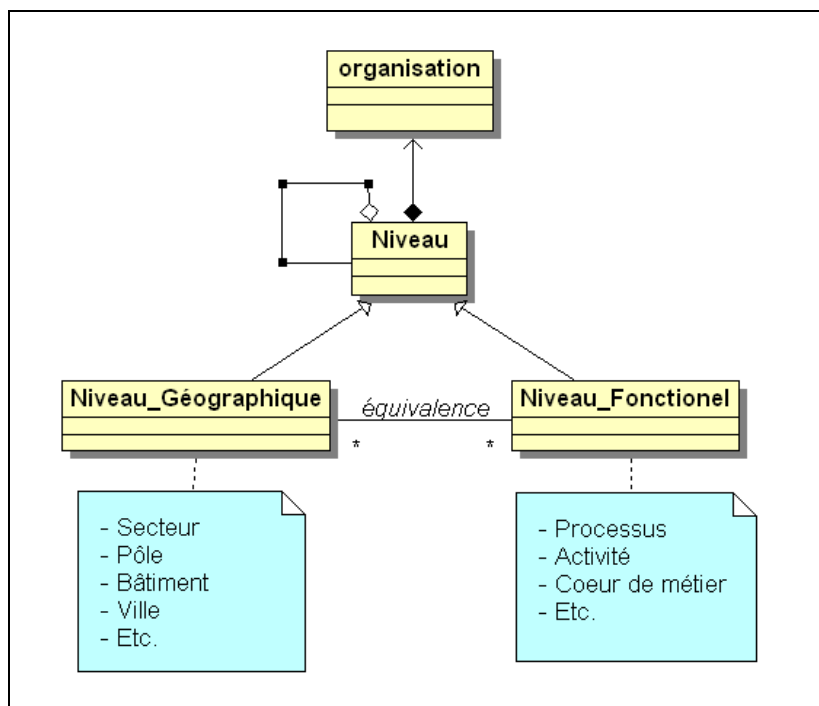 organisation
Niveau
Niveau_Géographique
équivalence
Niveau_Fonctionel
*
*
- Secteur
- Pôle
- Bâtiment
- Ville
- Etc.
- Processus
- Activité
- Coeur de métier
- Etc.